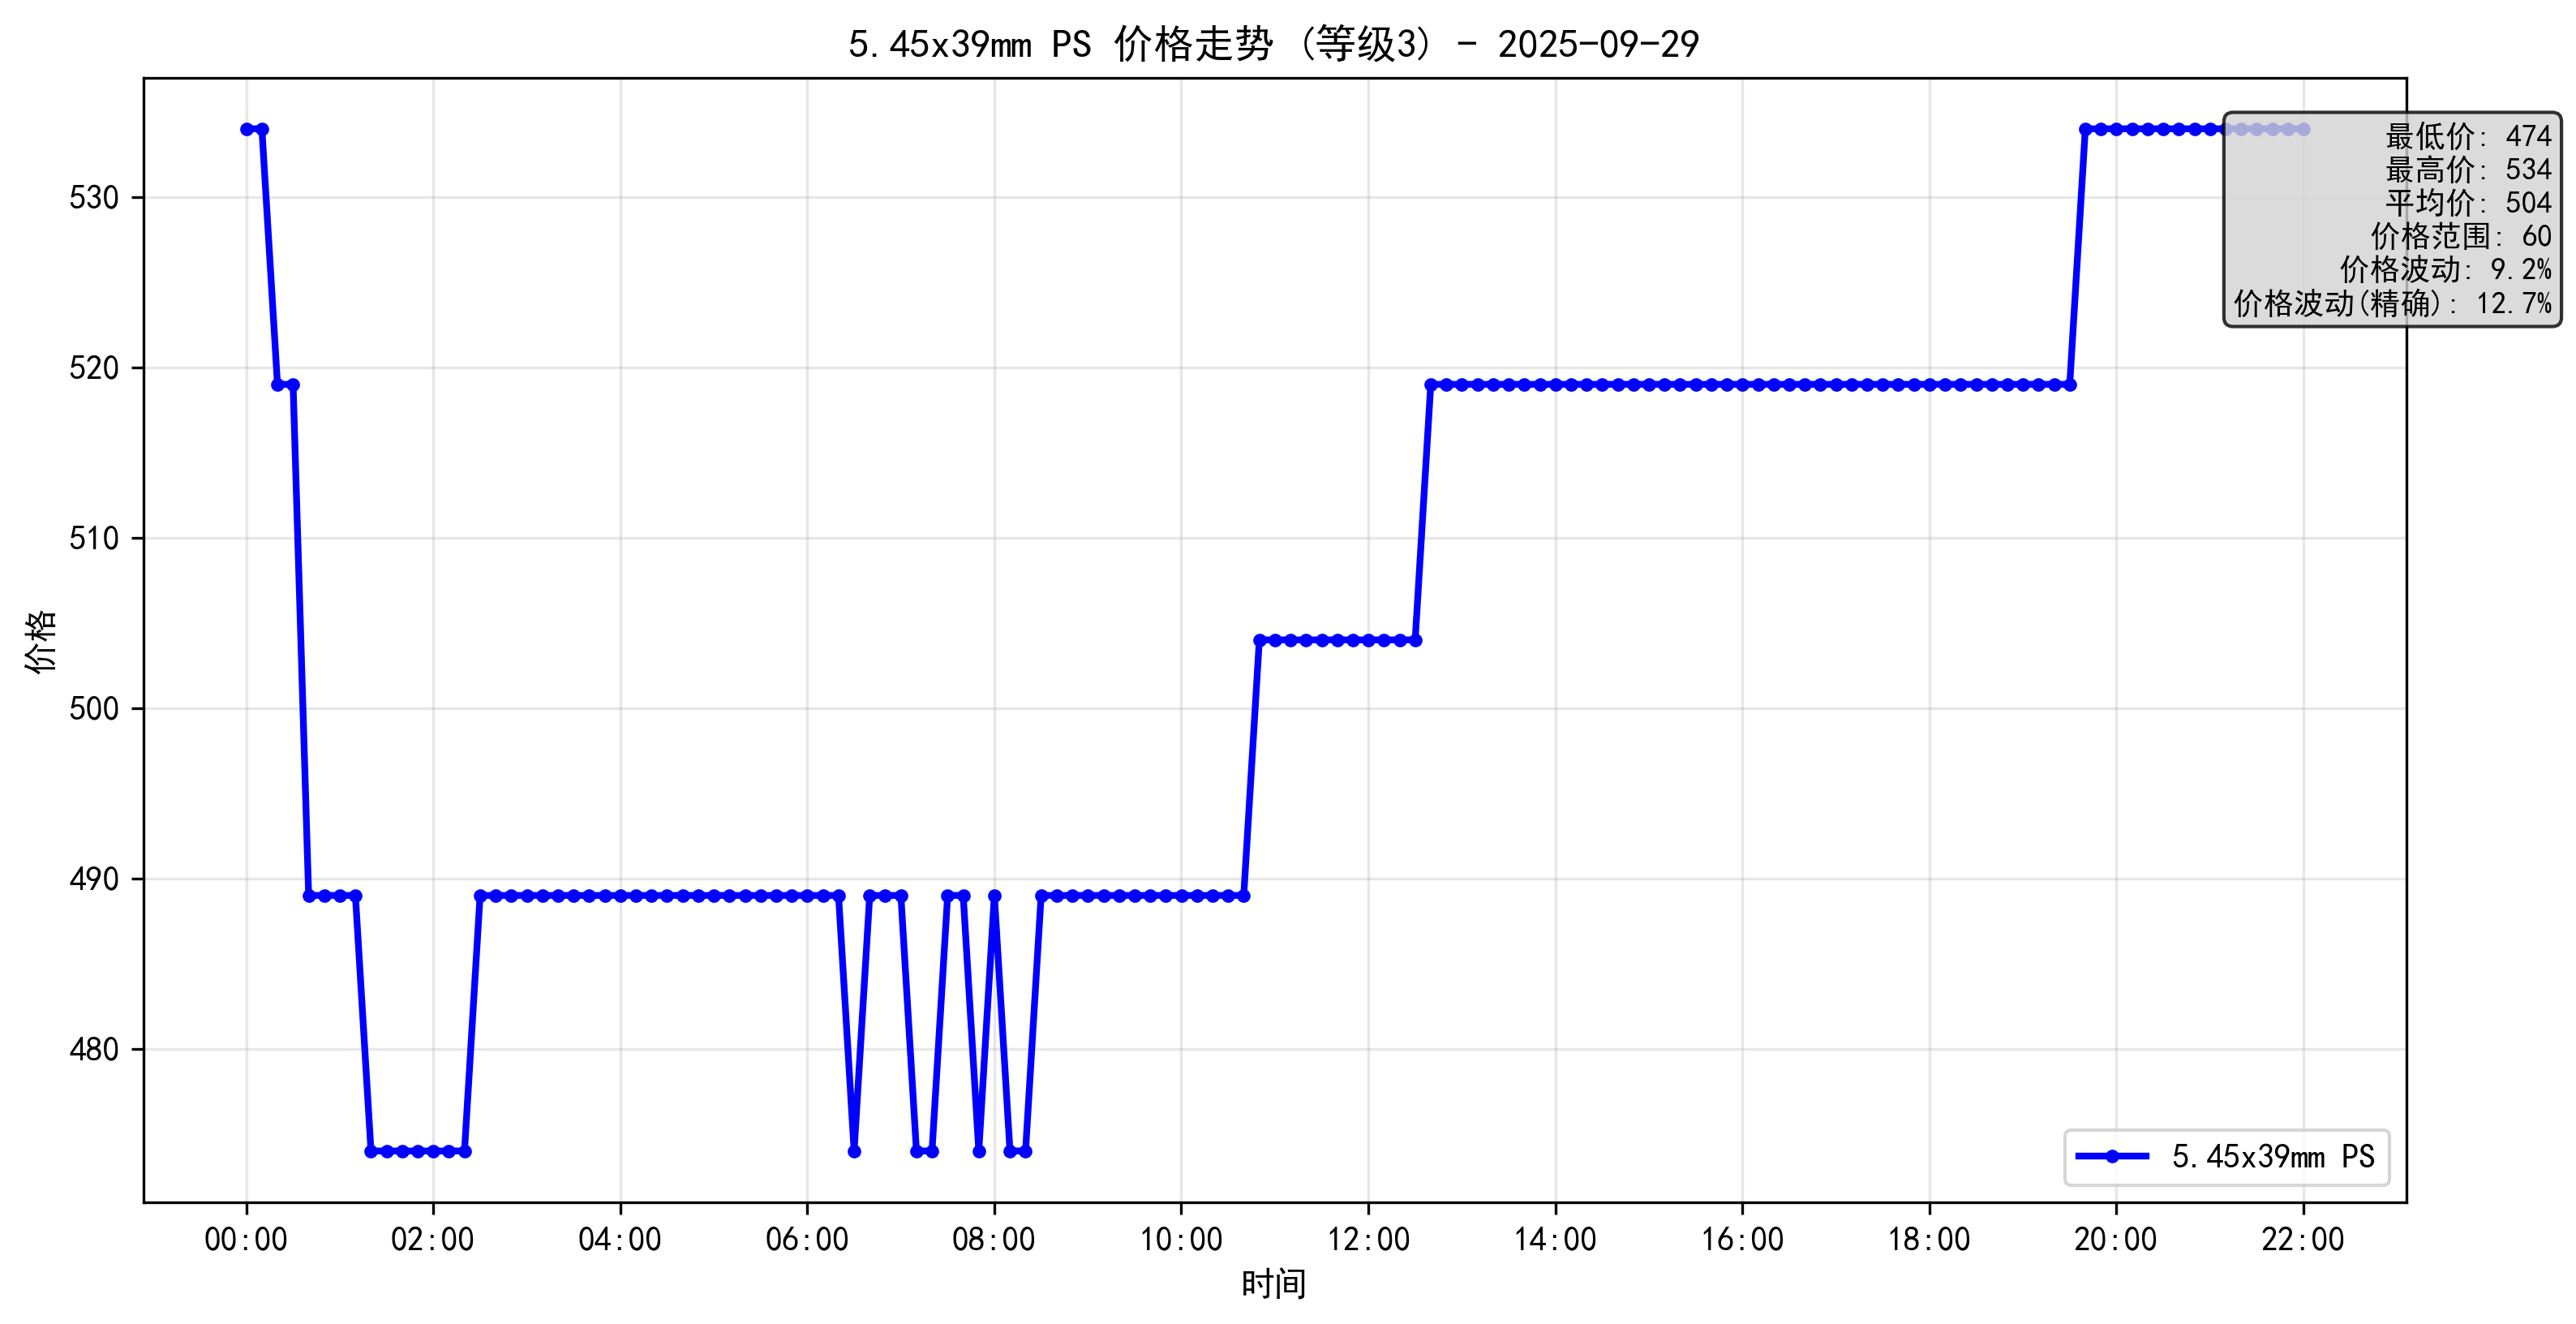 5.45x39mm PS 价格走势 (等级3) - 2025-09-29
最低价: 474
最高价: 534
平均价: 504
价格范围: 60
价格波动: 9.2%
价格波动(精确): 12.7%
530
520
510
500
490
480
价格
5.45x39mm PS
00:00 02:00 04:00 06:00 08:00 10:00 12:00 14:00 16:00 18:00 20:00 22:00
时间